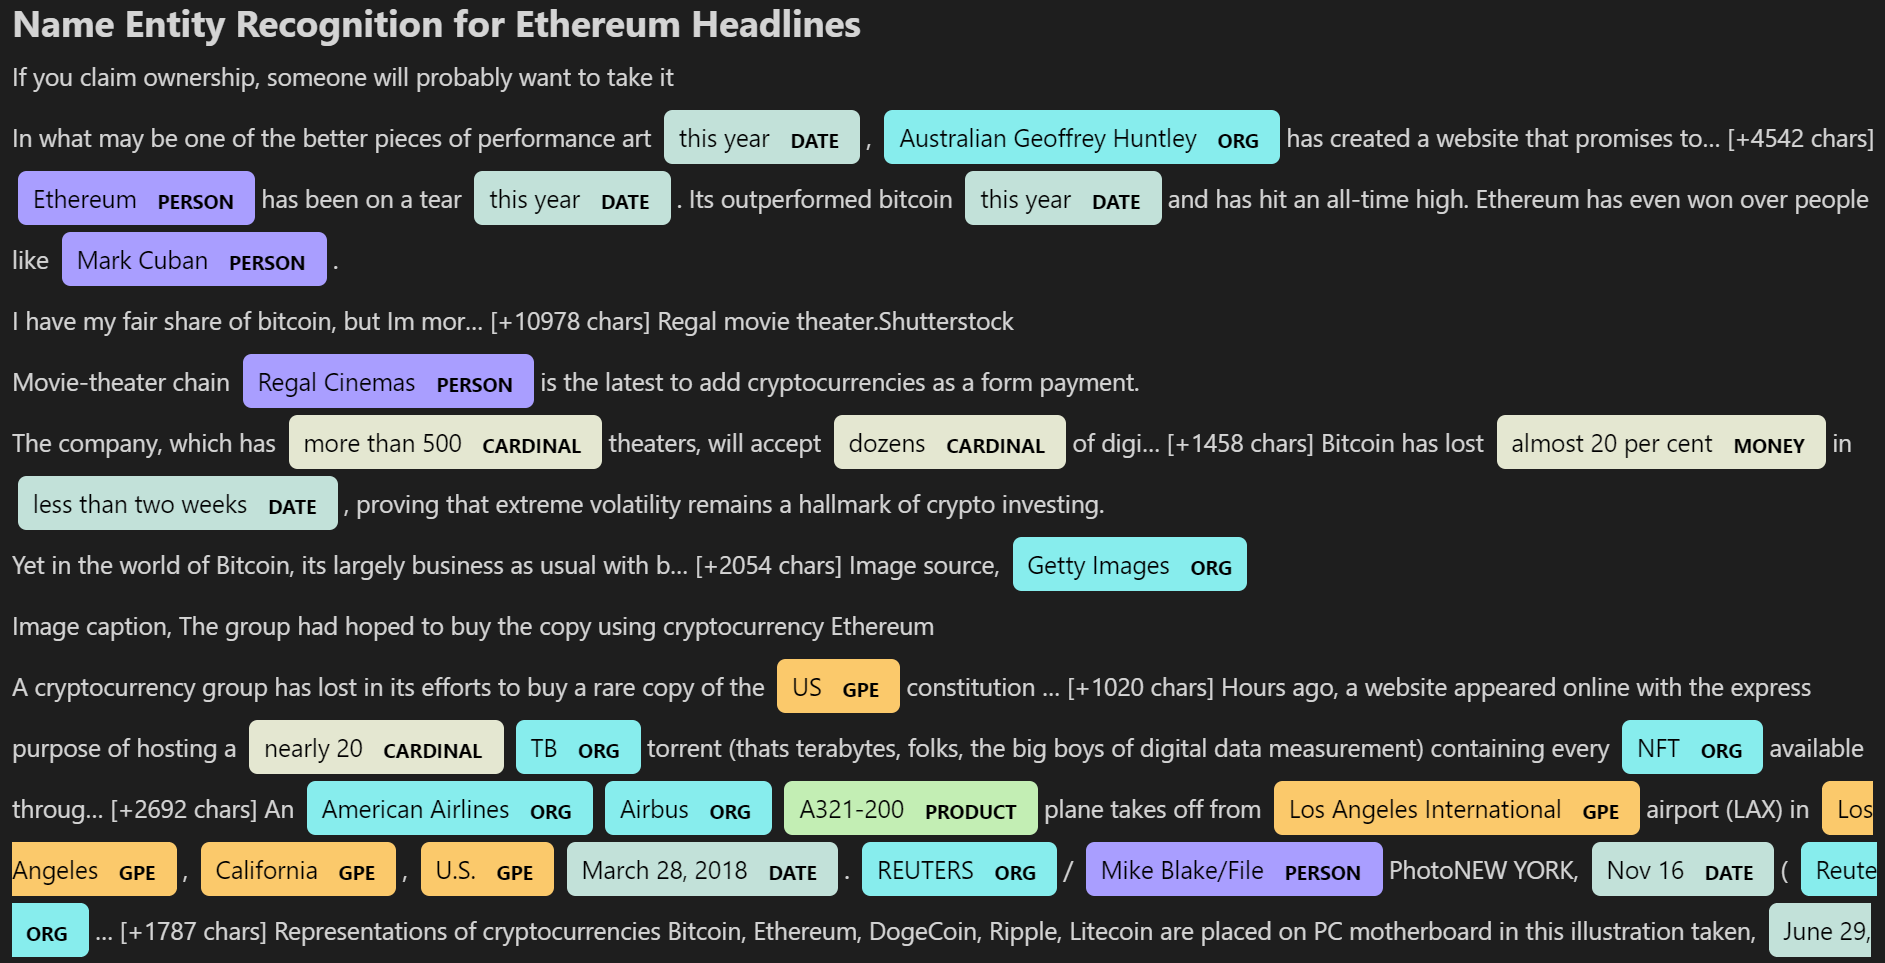 Name Entity Recognition for Ethereum Headlines
If you claim ownership, someone will probably want to take it
In what may be one of the better pieces of performance art this year DATE , Australian Geoffrey Huntley ORG has created a website that promises to… [+4542 chars]
Ethereum PERSON has been on a tear this year DATE . Its outperformed bitcoin this year DATE and has hit an all-time high. Ethereum has even won over people
like Mark Cuban PERSON .
I have my fair share of bitcoin, but Im mor… [+10978 chars] Regal movie theater.Shutterstock
Movie-theater chain Regal Cinemas PERSON is the latest to add cryptocurrencies as a form payment.
The company, which has more than 500 CARDINAL theaters, will accept dozens CARDINAL of digi… [+1458 chars] Bitcoin has lost almost 20 per cent MONEY in
less than two weeks DATE , proving that extreme volatility remains a hallmark of crypto investing.
Yet in the world of Bitcoin, its largely business as usual with b… [+2054 chars] Image source, Getty Images ORG
Image caption, The group had hoped to buy the copy using cryptocurrency Ethereum
A cryptocurrency group has lost in its efforts to buy a rare copy of the US GPE constitution … [+1020 chars] Hours ago, a website appeared online with the express
purpose of hosting a nearly 20 CARDINAL TB ORG torrent (thats terabytes, folks, the big boys of digital data measurement) containing every NFT ORG available
throug… [+2692 chars] An American Airlines ORG Airbus ORG A321-200 PRODUCT plane takes off from Los Angeles International GPE airport (LAX) in Los
Angeles GPE , California GPE , U.S. GPE March 28, 2018 DATE . REUTERS ORG / Mike Blake/File PERSON PhotoNEW YORK, Nov 16 DATE ( Reute
ORG … [+1787 chars] Representations of cryptocurrencies Bitcoin, Ethereum, DogeCoin, Ripple, Litecoin are placed on PC motherboard in this illustration taken, June 29,